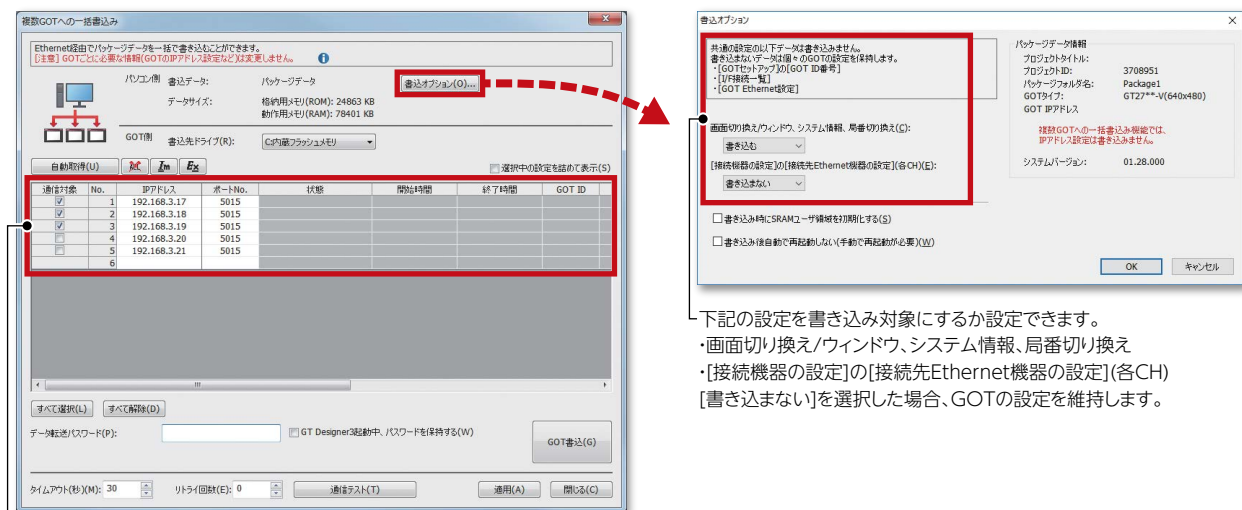 複数GOTへの一括書込み
Ethernet経由でパッケージデータを一括で書き込むことができます。
[注意] GOTごとに必要な情報(GOTのIPアドレス設定など)は変更しません。
パソコン側 書込データ: パッケージデータ 書込オプション(O)...
データサイズ: 格納用メモリ(ROM): 24863 KB
動作用メモリ(RAM): 78401 KB
GOT側 書込先ドライブ(R): C:内蔵フラッシュメモリ
自動取得(U) Im Ex 選択中の設定を詰めて表示(S)
通信対象 No. IPアドレス ポートNo. 状態 開始時間 終了時間 GOT ID
1 192.168.3.17 5015
2 192.168.3.18 5015
3 192.168.3.19 5015
4 192.168.3.20 5015
5 192.168.3.21 5015
6
すべて選択(L) すべて解除(D)
データ転送パスワード(P): GT Designer3起動中、パスワードを保持する(W)
GOT書込(G)
タイムアウト(秒)(M): 30 リトライ回数(E): 0 通信テスト(T) 適用(A) 閉じる(C)
書込オプション
共通の設定の以下データは書き込みません。
書き込まないデータは個々のGOTの設定を保持します。
・[GOTセットアップ]の[GOT ID番号]
・[I/F接続一覧]
・[GOT Ethernet設定]
画面切り換え/ウィンドウ、システム情報、局番切り換え(C):
書き込む
[接続機器の設定]の[接続先Ethernet機器の設定](各CH)(E):
書き込まない
書き込み時にSRAMユーザ領域を初期化する(S)
書き込み後自動で再起動しない(手動で再起動が必要)(W)
パッケージデータ情報
プロジェクトタイトル:
プロジェクトID: 3708951
パッケージフォルダ名: Package1
GOTタイプ: GT27**-V(640x480)
GOT IPアドレス
複数GOTへの一括書込み機能では、
IPアドレス設定は書き込みません。
システムバージョン: 01.28.000
OK キャンセル
下記の設定を書き込み対象にするか設定できます。
・画面切り換え/ウィンドウ、システム情報、局番切り換え
・[接続機器の設定]の[接続先Ethernet機器の設定](各CH)
[書き込まない]を選択した場合、GOTの設定を維持します。